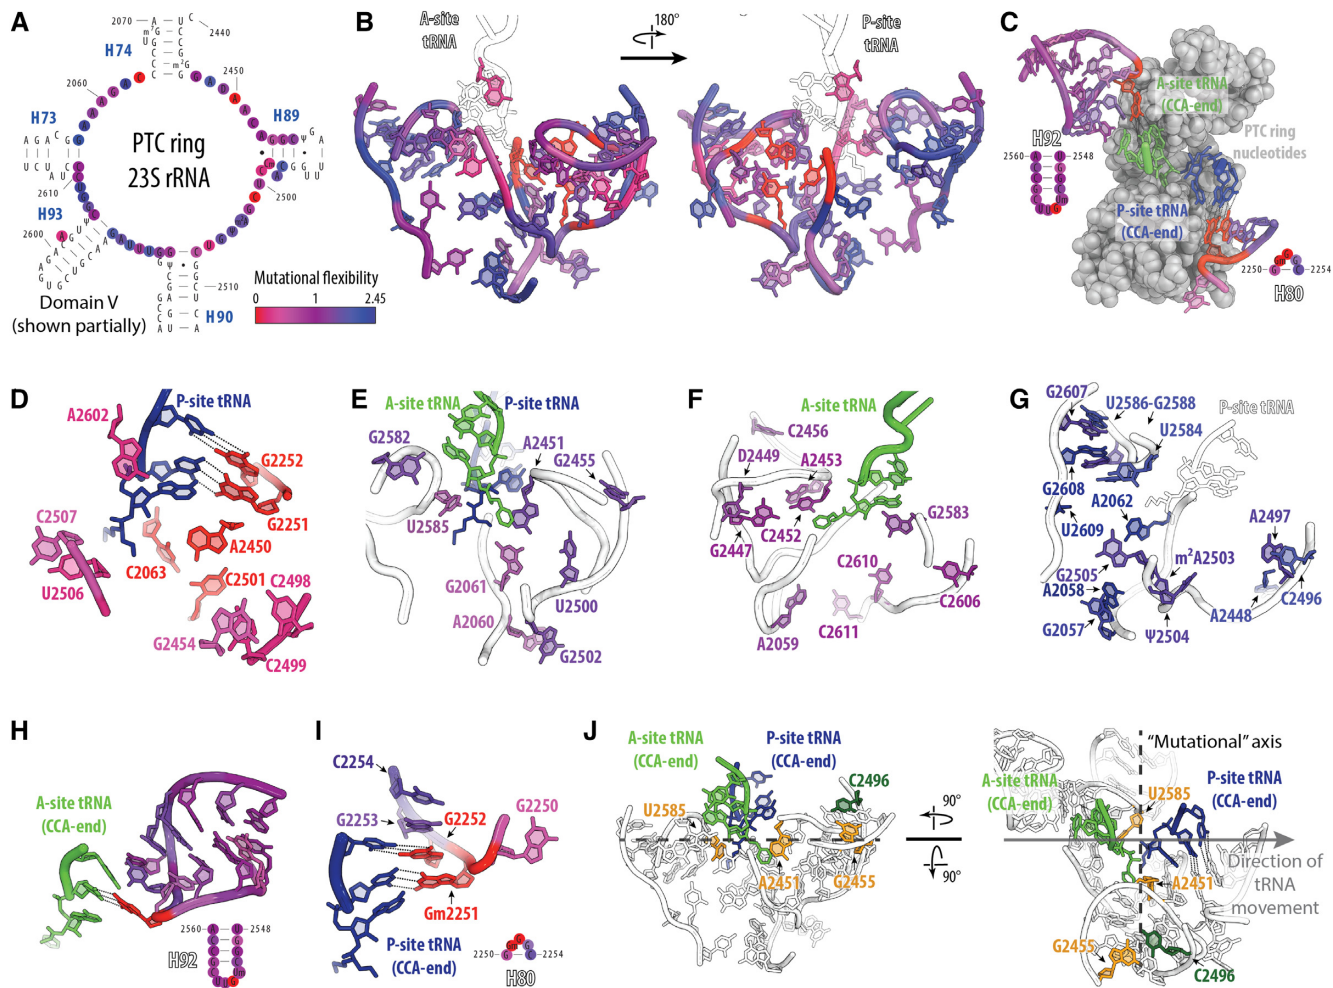 A
2070
2440
H74
2060
2450
H73
H89
PTC ring
23S rRNA
2610
2500
H93
2600
2510
H90
Domain V
(shown partially)
Mutational flexibility
0 1 2.45
B
A-site
tRNA
180°
P-site
tRNA
C
A-site tRNA
(CCA-end)
PTC ring
nucleotides
H92
2560 2548
P-site tRNA
(CCA-end)
2250 2254
H80
D
A2602
P-site tRNA
G2252
G2251
C2507
A2450
U2506
C2063
C2501
C2498
G2454
C2499
E
A-site tRNA
P-site tRNA
G2582
A2451
G2455
U2585
G2061
U2500
A2060
G2502
F
A-site tRNA
C2456
D2449
A2453
G2583
G2447
C2452
C2610
C2606
A2059
C2611
G
G2607
U2586-G2588
P-site tRNA
U2584
G2608
A2062
U2609
A2497
G2505
m²A2503
A2058
G2057
A2448
C2496
Ψ2504
H
A-site tRNA
(CCA-end)
2560 2548
H92
I
C2254
G2253
G2252
G2250
Gm2251
P-site tRNA
(CCA-end)
2250 2254
H80
J
A-site tRNA
(CCA-end)
P-site tRNA
(CCA-end)
C2496
U2585
A2451
G2455
90°
90°
"Mutational" axis
A-site tRNA
(CCA-end)
P-site tRNA
(CCA-end)
U2585
Direction of
tRNA
movement
A2451
G2455
C2496